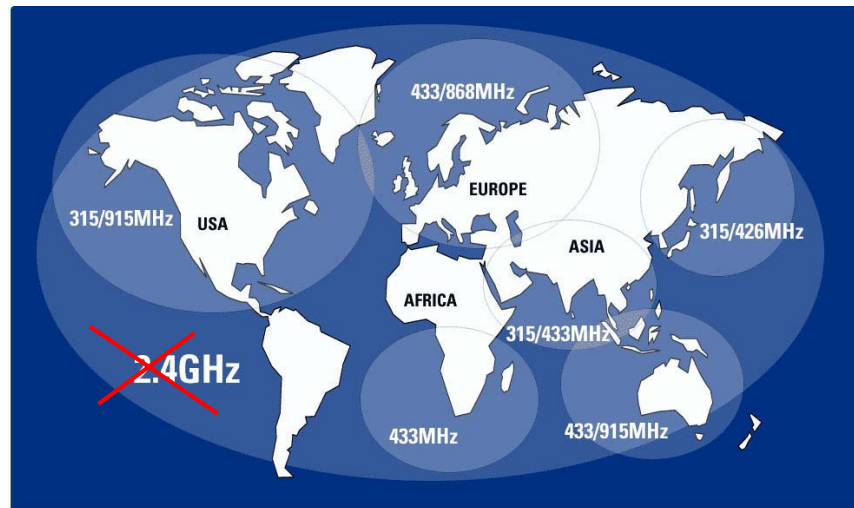 433/868MHz
EUROPE
315/915MHz
USA
315/426MHz
ASIA
AFRICA
315/433MHz
2.4GHz
433MHz
433/915MHz